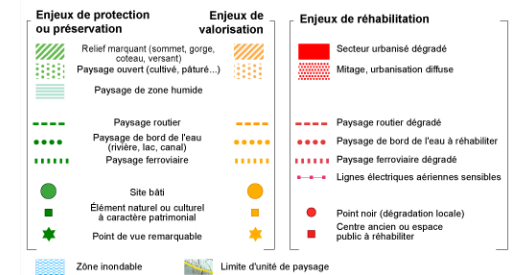 Enjeux de protection
ou préservation
Enjeux de
valorisation
Relief marquant (sommet, gorge,
coteau, versant)
Paysage ouvert (cultivé, pâturé...)
Paysage de zone humide
Paysage routier
Paysage de bord de l'eau
(rivière, lac, canal)
Paysage ferroviaire
Site bâti
Élément naturel ou culturel
à caractère patrimonial
Point de vue remarquable
Enjeux de réhabilitation
Secteur urbanisé dégradé
Mitage, urbanisation diffuse
Paysage routier dégradé
Paysage de bord de l'eau à réhabiliter
Paysage ferroviaire dégradé
Lignes électriques aériennes sensibles
Point noir (dégradation locale)
Centre ancien ou espace
public à réhabiliter
Zône inondable
Limite d'unité de paysage